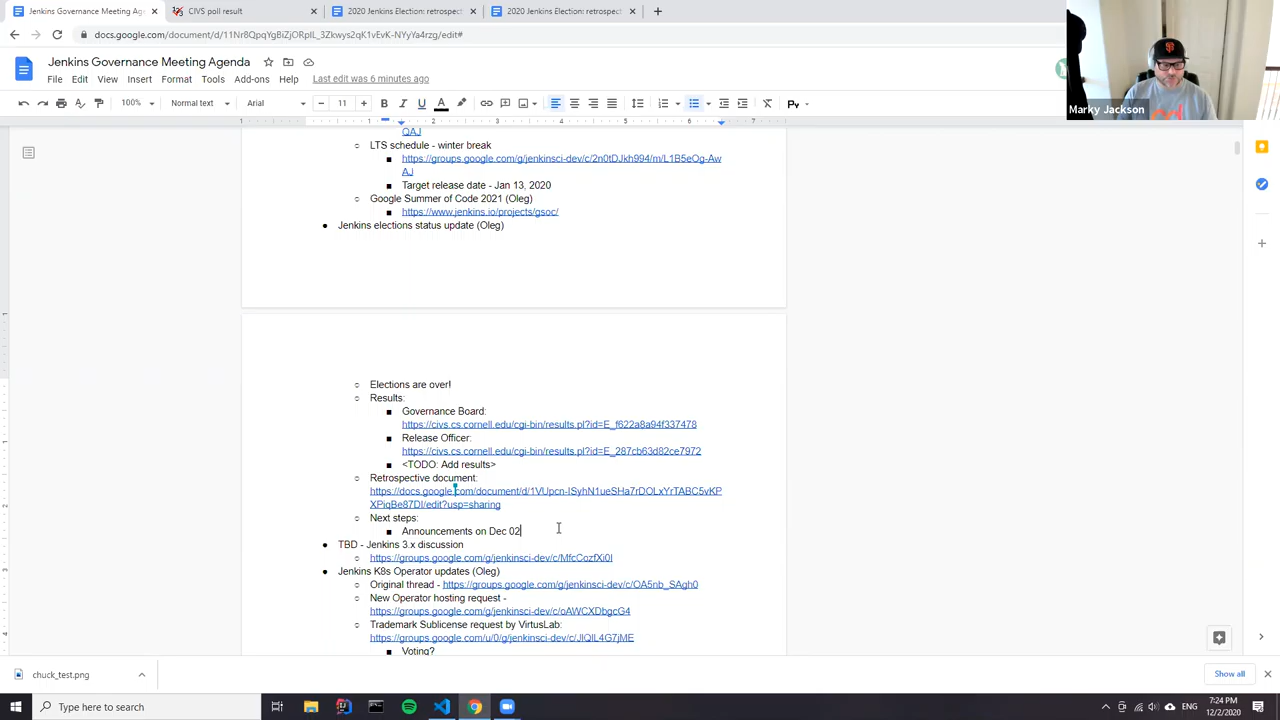 Jenkins Governance Meeting Age
CIVS poll result
2020 Jenkins Election: retrospect
2020 Jenkins Election: retrospect
docs.google.com/document/d/11Nr8QpqYgBiZjORpIL_3Zkwys2qK1vEvK-NYyYa4rzg/edit#
Jenkins Governance Meeting Agenda
File Edit View Insert Format Tools Add-ons Help Last edit was 6 minutes ago
100% Normal text Arial 11
Marky Jackson
QAJ
LTS schedule - winter break
https://groups.google.com/g/jenkinsci-dev/c/2n0tDJkh994/m/L1B5eOg-Aw
AJ
Target release date - Jan 13, 2020
Google Summer of Code 2021 (Oleg)
https://www.jenkins.io/projects/gsoc/
Jenkins elections status update (Oleg)
Elections are over!
Results:
Governance Board:
https://civs.cs.cornell.edu/cgi-bin/results.pl?id=E_f622a8a94f337478
Release Officer:
https://civs.cs.cornell.edu/cgi-bin/results.pl?id=E_287cb63d82ce7972
<TODO: Add results>
Retrospective document:
https://docs.google.com/document/d/1VUpcn-ISyhN1ueSHa7rDOLxYrTABC5vKP
XPiqBe87DI/edit?usp=sharing
Next steps:
Announcements on Dec 02
TBD - Jenkins 3.x discussion
https://groups.google.com/g/jenkinsci-dev/c/MfcCozfXi0I
Jenkins K8s Operator updates (Oleg)
Original thread - https://groups.google.com/g/jenkinsci-dev/c/OA5nb_SAgh0
New Operator hosting request -
https://groups.google.com/g/jenkinsci-dev/c/oAWCXDbgcG4
Trademark Sublicense request by VirtusLab:
https://groups.google.com/u/0/g/jenkinsci-dev/c/JIQIL4G7jME
Voting?
chuck_test.png
Show all
Type here to search
ENG
7:24 PM
12/2/2020